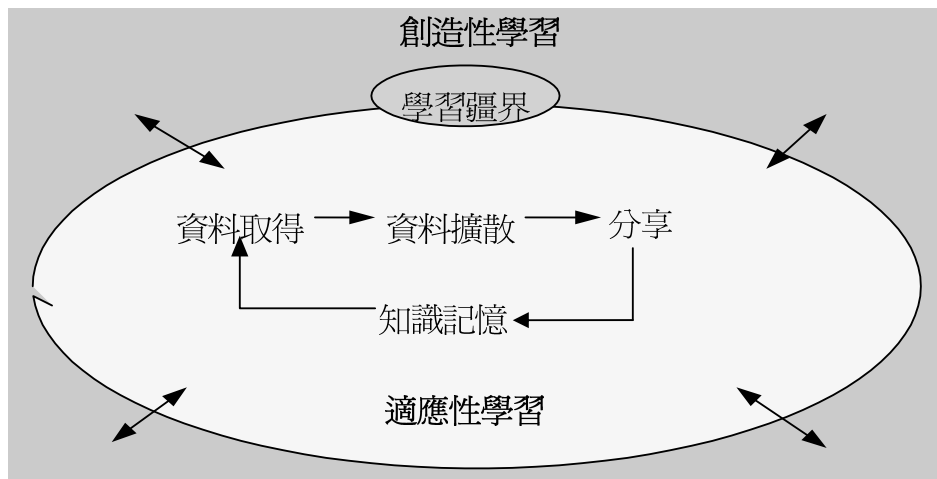 創造性學習
學習疆界
資料取得
資料擴散
分享
知識記憶
適應性學習